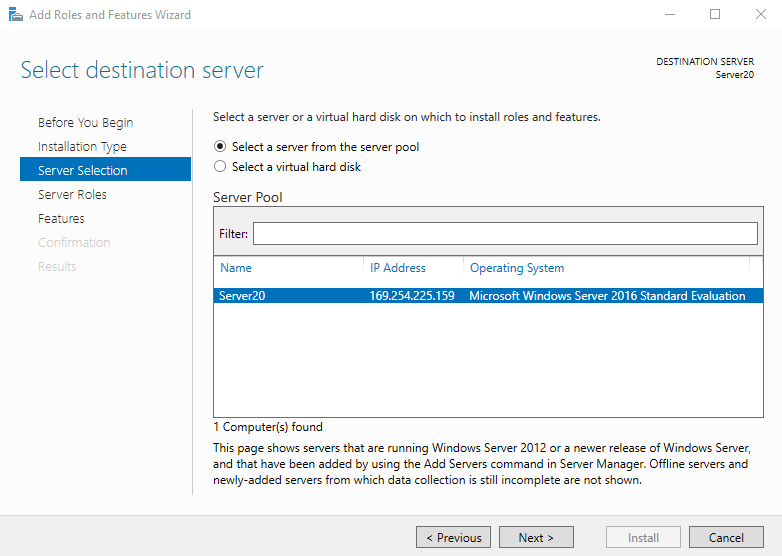 Add Roles and Features Wizard
Select destination server
DESTINATION SERVER
Server20
Before You Begin
Installation Type
Server Selection
Server Roles
Features
Confirmation
Results
Select a server or a virtual hard disk on which to install roles and features.
Select a server from the server pool
Select a virtual hard disk
Server Pool
Filter:
Name IP Address Operating System
Server20 169.254.225.159 Microsoft Windows Server 2016 Standard Evaluation
1 Computer(s) found
This page shows servers that are running Windows Server 2012 or a newer release of Windows Server,
and that have been added by using the Add Servers command in Server Manager. Offline servers and
newly-added servers from which data collection is still incomplete are not shown.
< Previous Next > Install Cancel